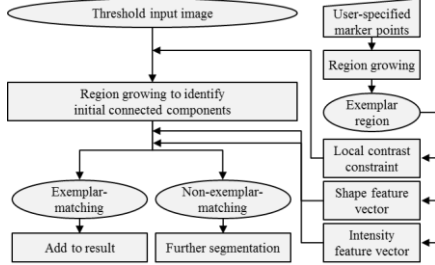 Threshold input image
User-specified
marker points
Region growing
Region growing to identify
initial connected components
Exemplar
region
Local contrast
constraint
Exemplar-
matching
Non-exemplar-
matching
Shape feature
vector
Add to result
Further segmentation
Intensity
feature vector